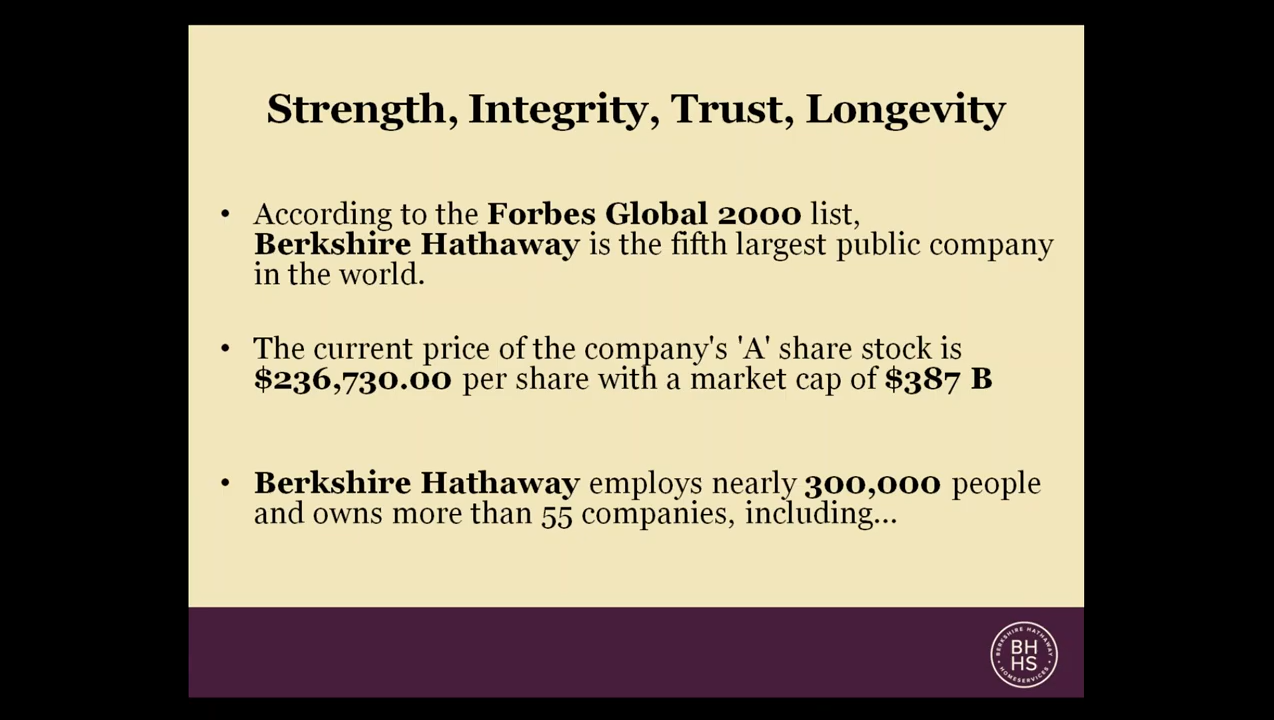 Strength, Integrity, Trust, Longevity
• According to the Forbes Global 2000 list,
Berkshire Hathaway is the fifth largest public company
in the world.
• The current price of the company's 'A' share stock is
$236,730.00 per share with a market cap of $387 B
• Berkshire Hathaway employs nearly 300,000 people
and owns more than 55 companies, including...
BERKSHIRE HATHAWAY
BH
HS
HOMESERVICES